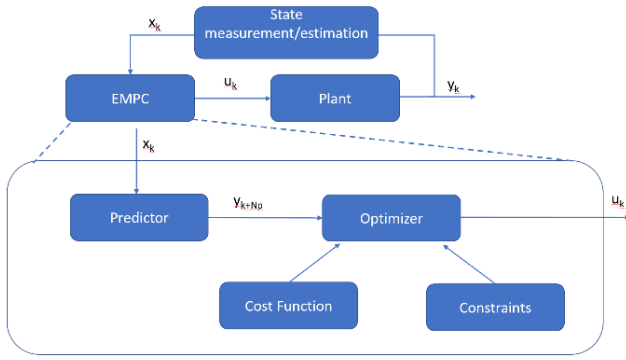 State
measurement/estimation
xk
uk
EMPC
Plant
yk
xk
Predictor
yk+Np
Optimizer
uk
Cost Function
Constraints